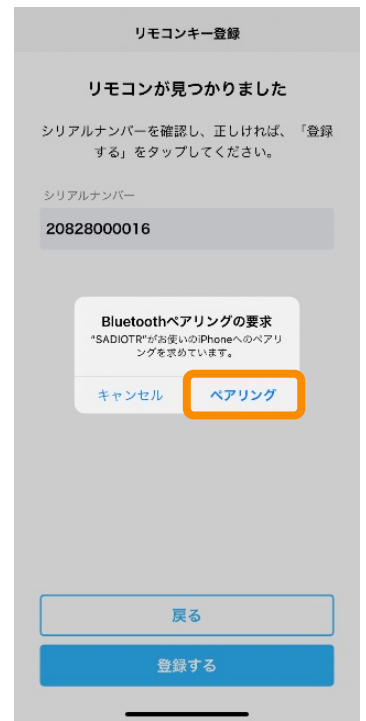 リモコンキー登録
リモコンが見つかりました
シリアルナンバーを確認し、正しければ、「登録
する」をタップしてください。
シリアルナンバー
20828000016
Bluetoothペアリングの要求
"SADIOTR"がお使いのiPhoneへのペアリ
ングを求めています。
キャンセル
ペアリング
戻る
登録する